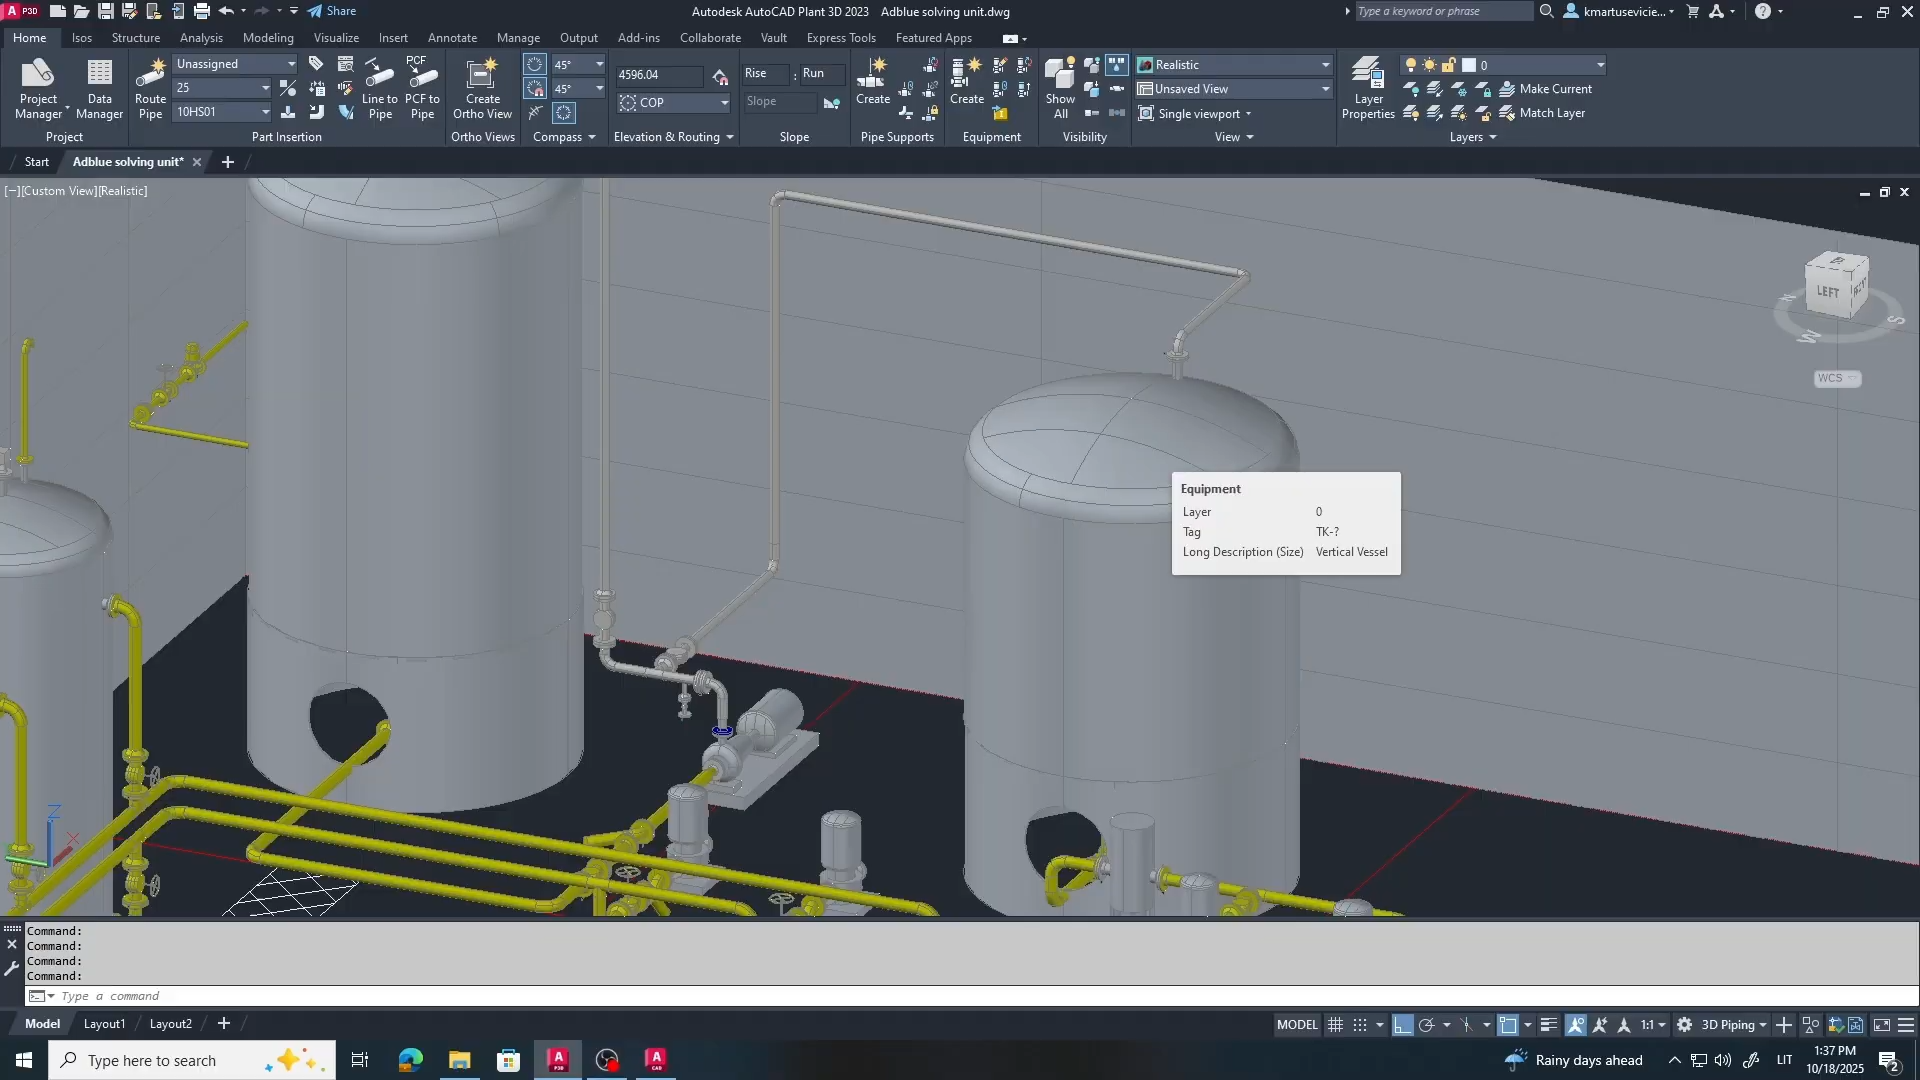 A P3D
Share
Autodesk AutoCAD Plant 3D 2023 Adblue solving unit.dwg
Type a keyword or phrase
kmartusevicie...
Home Isos Structure Analysis Modeling Visualize Insert Annotate Manage Output Add-ins Collaborate Vault Express Tools Featured Apps
Project Manager
Data Manager
Project
Route Pipe
Unassigned
25
10HS01
Line to Pipe
PCF to Pipe
PCF
Part Insertion
Create Ortho View
Ortho Views
45°
45°
Compass
4596.04
COP
Elevation & Routing
Rise : Run
Slope
Slope
Create
Pipe Supports
Create
Equipment
Show All
Visibility
Realistic
Unsaved View
Single viewport
View
Layer Properties
0
Make Current
Match Layer
Layers
Start
Adblue solving unit*
[−][Custom View][Realistic]
LEFT
N
S
W
WCS
Equipment
Layer 0
Tag TK-?
Long Description (Size) Vertical Vessel
Z
X
Command:
Command:
Command:
Command:
Type a command
Model Layout1 Layout2
MODEL
1:1
3D Piping
Type here to search
Rainy days ahead
LIT
1:37 PM
10/18/2025
2